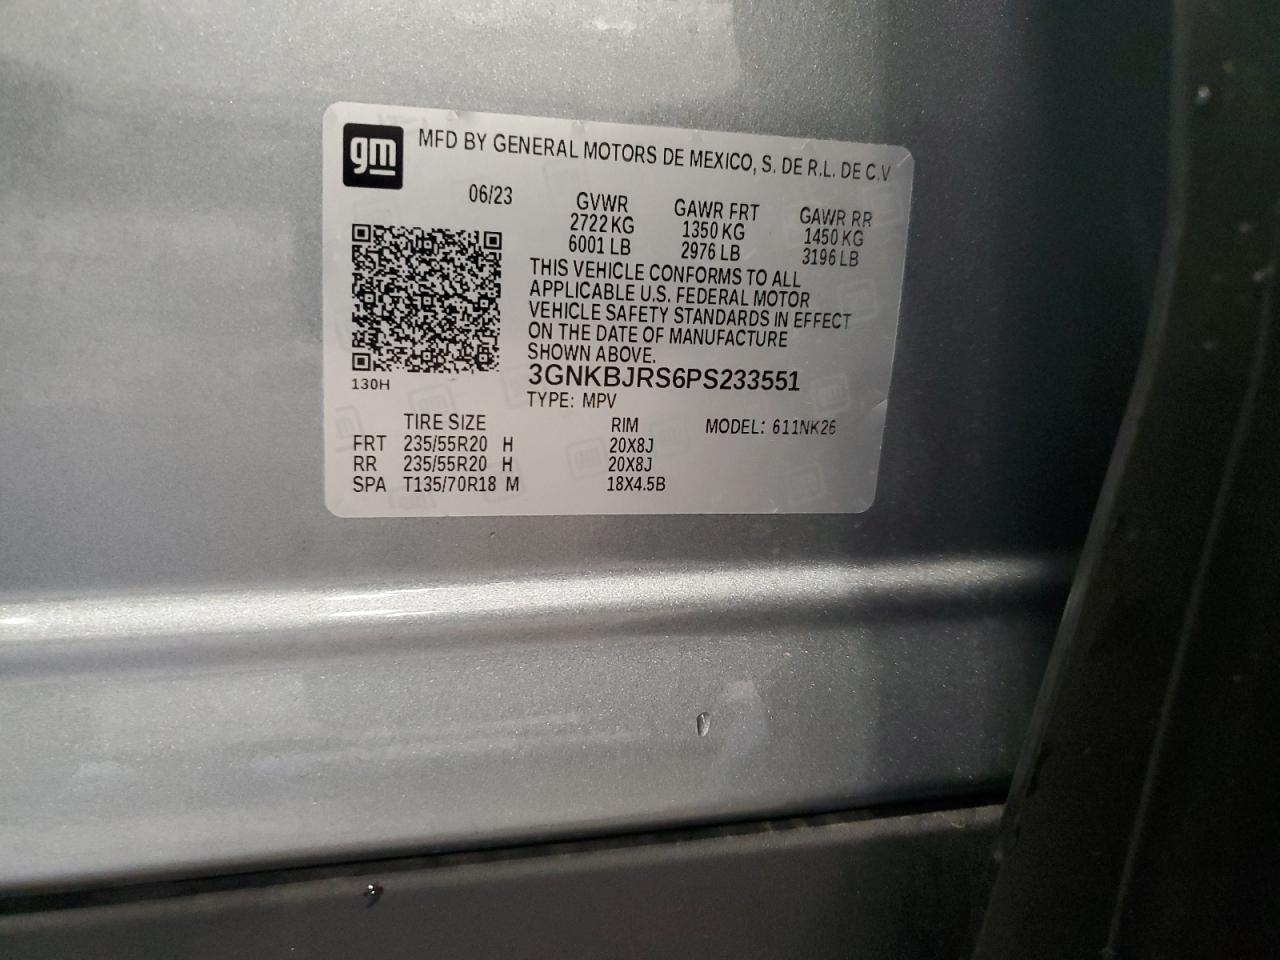 gm
MFD BY GENERAL MOTORS DE MEXICO, S. DE R.L. DE C.V
06/23
GVWR GAWR FRT GAWR RR
2722 KG 1350 KG 1450 KG
6001 LB 2976 LB 3196 LB
THIS VEHICLE CONFORMS TO ALL
APPLICABLE U.S. FEDERAL MOTOR
VEHICLE SAFETY STANDARDS IN EFFECT
ON THE DATE OF MANUFACTURE
SHOWN ABOVE.
3GNKBJRS6PS233551
130H
TYPE: MPV
TIRE SIZE RIM MODEL: 611NK26
FRT 235/55R20 H 20X8J
RR 235/55R20 H 20X8J
SPA T135/70R18 M 18X4.5B